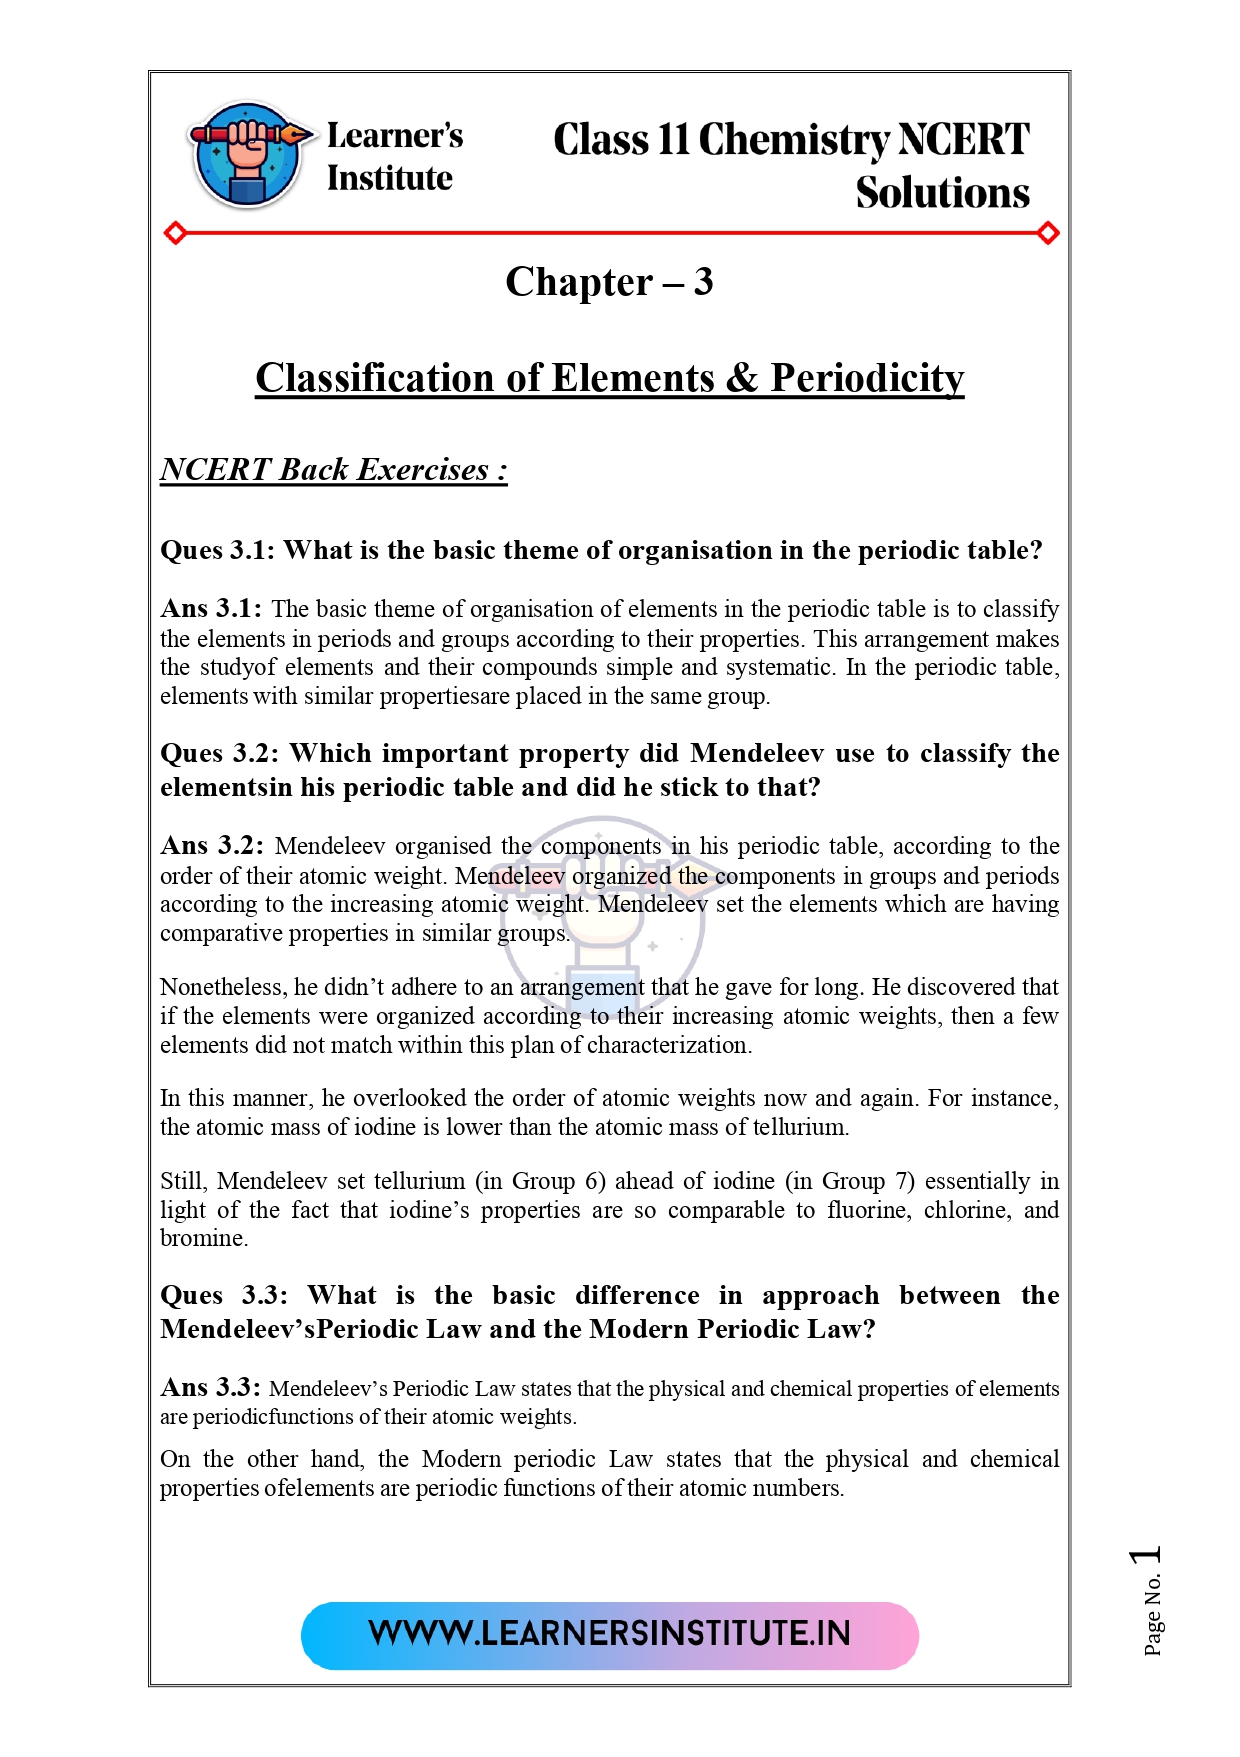 Learner's
Institute
Class 11 Chemistry NCERT
Solutions
Chapter – 3
Classification of Elements & Periodicity
NCERT Back Exercises :
Ques 3.1: What is the basic theme of organisation in the periodic table?
Ans 3.1: The basic theme of organisation of elements in the periodic table is to classify
the elements in periods and groups according to their properties. This arrangement makes
the studyof elements and their compounds simple and systematic. In the periodic table,
elements with similar propertiesare placed in the same group.
Ques 3.2: Which important property did Mendeleev use to classify the
elementsin his periodic table and did he stick to that?
Ans 3.2: Mendeleev organised the components in his periodic table, according to the
order of their atomic weight. Mendeleev organized the components in groups and periods
according to the increasing atomic weight. Mendeleev set the elements which are having
comparative properties in similar groups.
Nonetheless, he didn't adhere to an arrangement that he gave for long. He discovered that
if the elements were organized according to their increasing atomic weights, then a few
elements did not match within this plan of characterization.
In this manner, he overlooked the order of atomic weights now and again. For instance,
the atomic mass of iodine is lower than the atomic mass of tellurium.
Still, Mendeleev set tellurium (in Group 6) ahead of iodine (in Group 7) essentially in
light of the fact that iodine's properties are so comparable to fluorine, chlorine, and
bromine.
Ques 3.3: What is the basic difference in approach between the
Mendeleev'sPeriodic Law and the Modern Periodic Law?
Ans 3.3: Mendeleev's Periodic Law states that the physical and chemical properties of elements
are periodicfunctions of their atomic weights.
On the other hand, the Modern periodic Law states that the physical and chemical
properties ofelements are periodic functions of their atomic numbers.
WWW.LEARNERSINSTITUTE.IN
Page No. 1